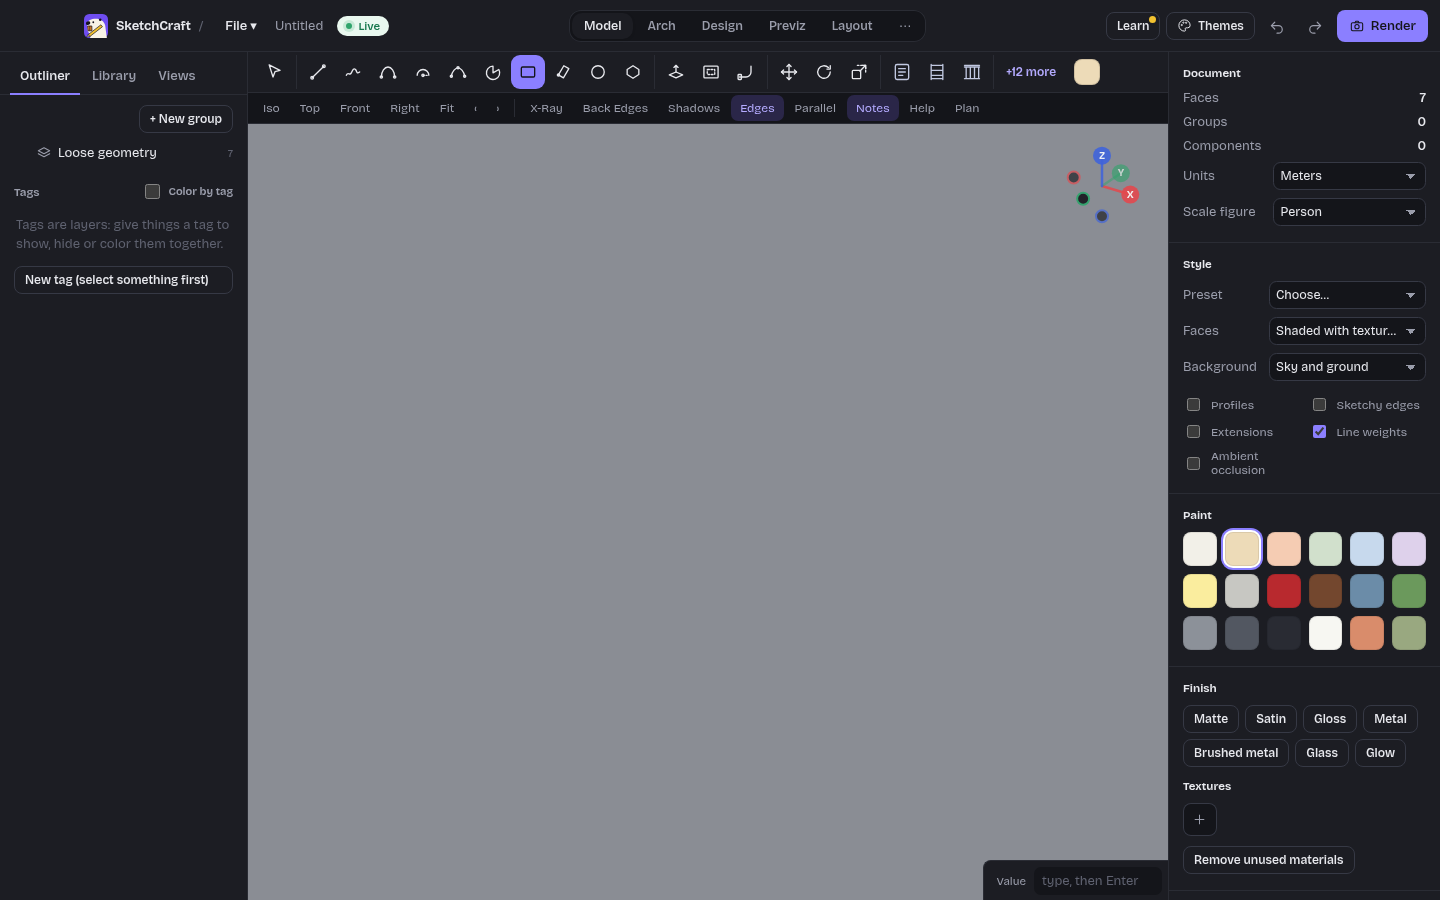 SketchCraft / File ▾ Untitled Live
Model Arch Design Previz Layout ···
Learn Themes Render
Outliner Library Views
+ New group
Loose geometry 7
Tags Color by tag
Tags are layers: give things a tag to
show, hide or color them together.
New tag (select something first)
+12 more
Iso Top Front Right Fit ‹ › X-Ray Back Edges Shadows Edges Parallel Notes Help Plan
Z
Y
X
Value type, then Enter
Document
Faces 7
Groups 0
Components 0
Units Meters
Scale figure Person
Style
Preset Choose...
Faces Shaded with textur...
Background Sky and ground
Profiles Sketchy edges
Extensions Line weights
Ambient
occlusion
Paint
Finish
Matte Satin Gloss Metal
Brushed metal Glass Glow
Textures
+
Remove unused materials